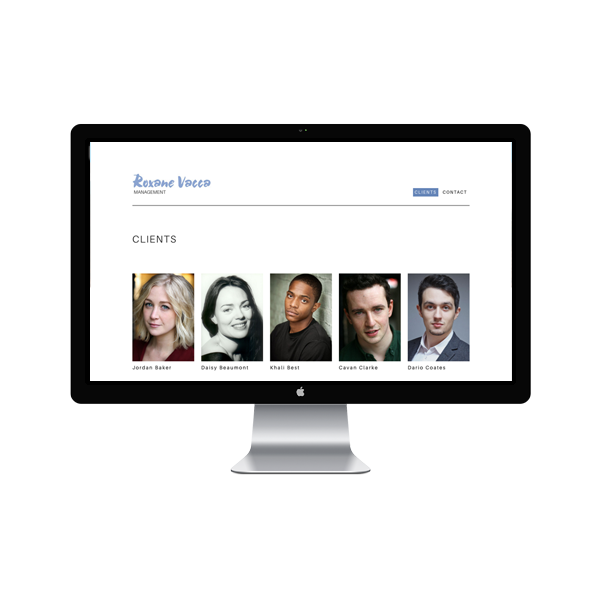 Roxane Vacca
MANAGEMENT
CLIENTS CONTACT
CLIENTS
Jordan Baker Daisy Beaumont Khali Best Cavan Clarke Dario Coates